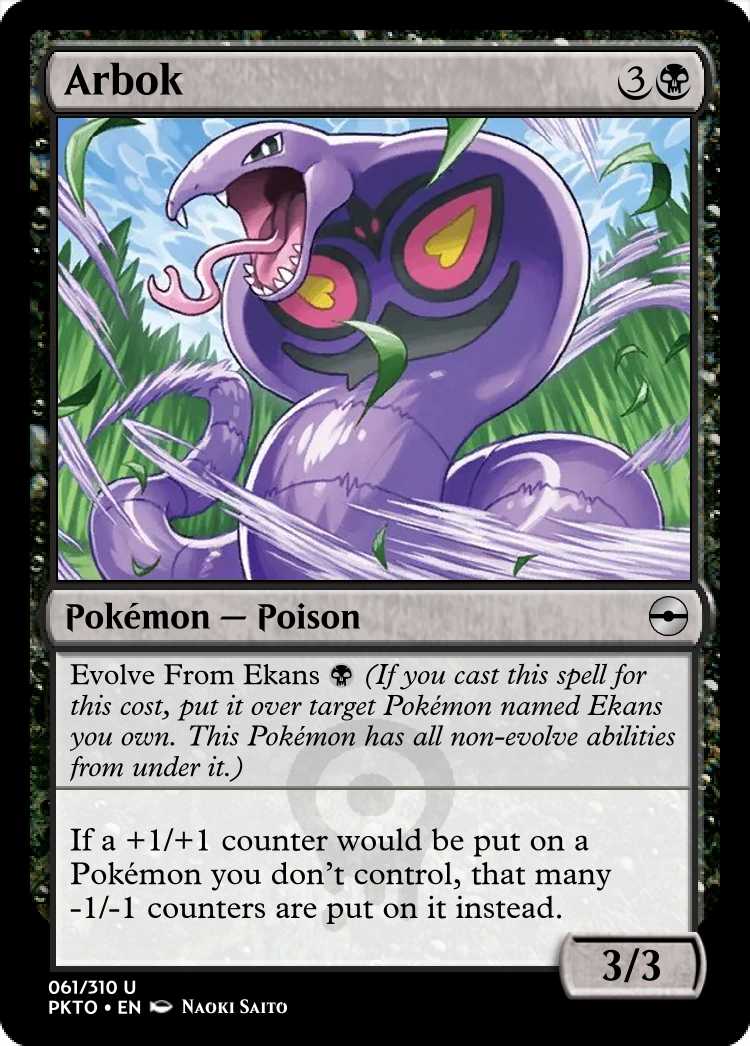 Arbok 3
Pokémon — Poison
Evolve From Ekans (If you cast this spell for
this cost, put it over target Pokémon named Ekans
you own. This Pokémon has all non-evolve abilities
from under it.)
If a +1/+1 counter would be put on a
Pokémon you don't control, that many
-1/-1 counters are put on it instead.
3/3
061/310 U
PKTO • EN Naoki Saito